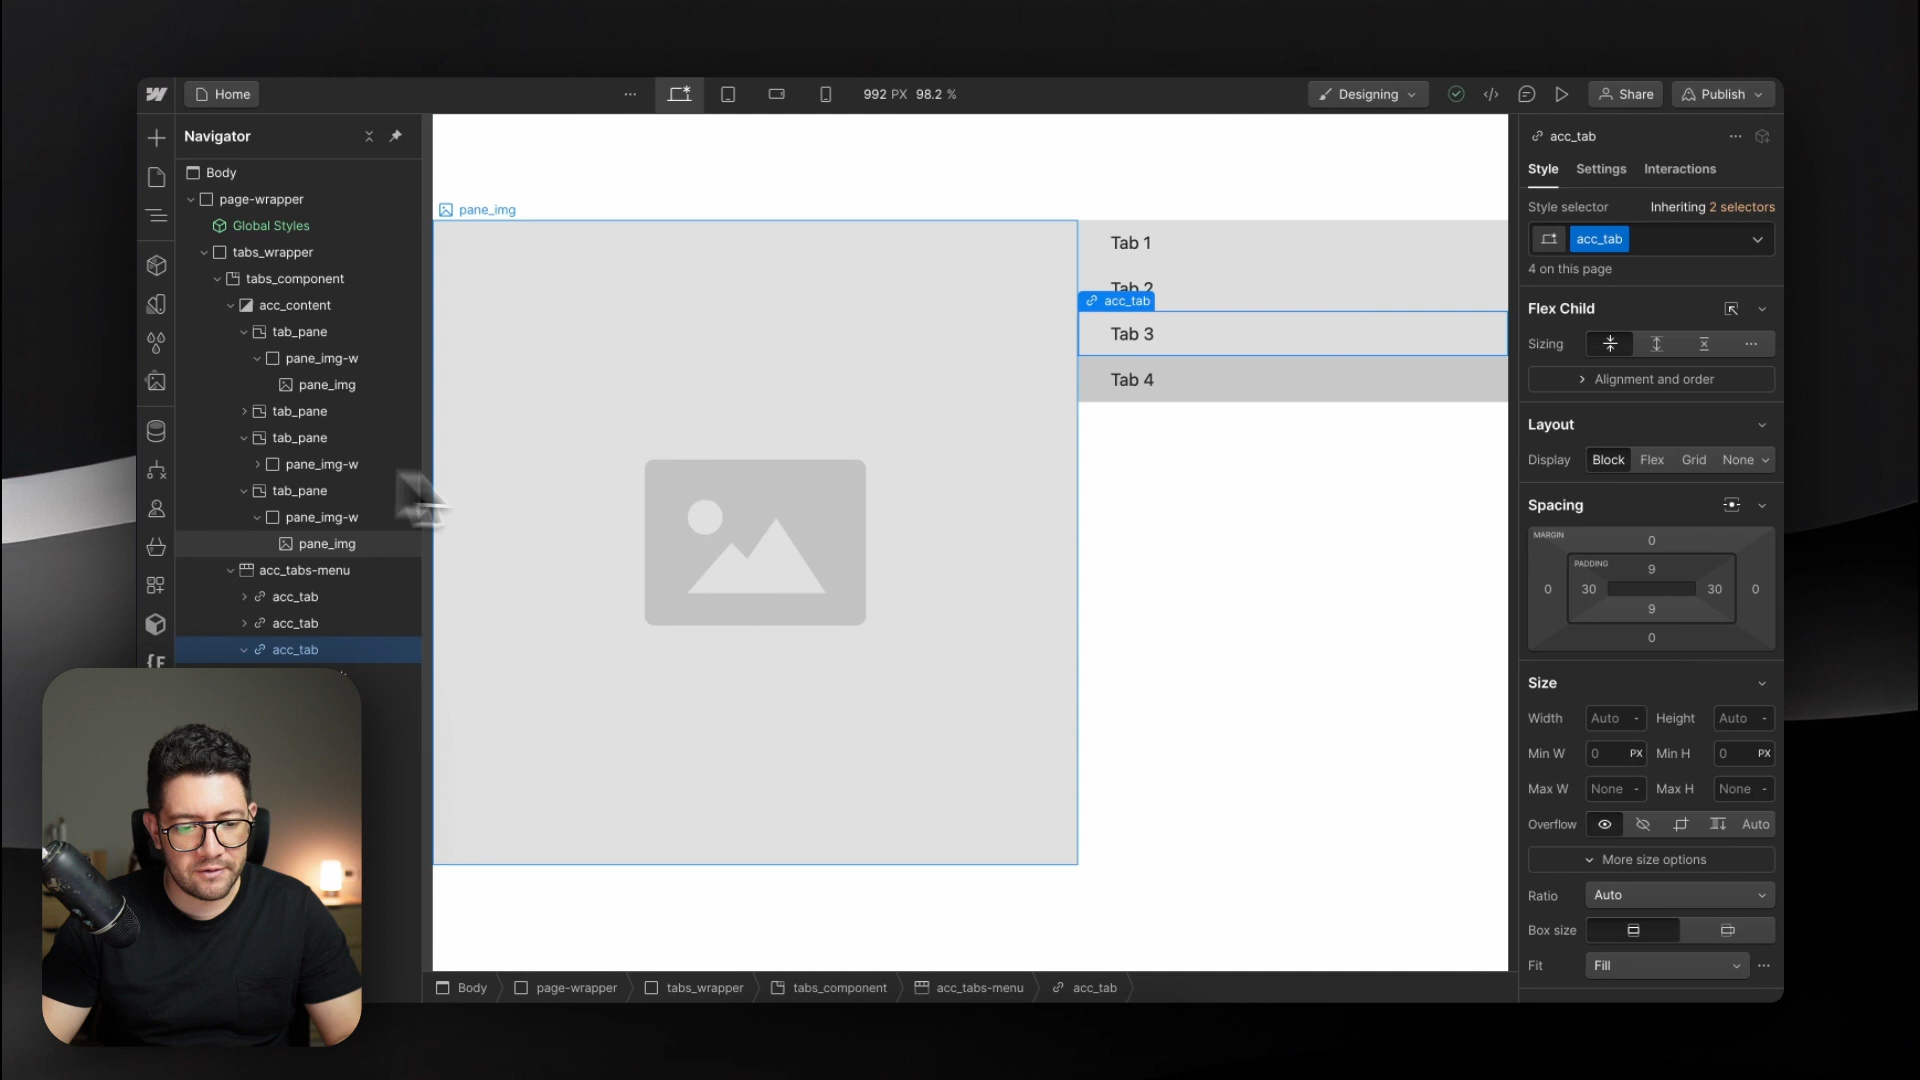 Home
992 PX 98.2 %
Designing
Share
Publish
Navigator
Body
page-wrapper
Global Styles
tabs_wrapper
tabs_component
acc_content
tab_pane
pane_img-w
pane_img
tab_pane
tab_pane
pane_img-w
tab_pane
pane_img-w
pane_img
acc_tabs-menu
acc_tab
acc_tab
acc_tab
pane_img
Tab 1
Tab 2
acc_tab
Tab 3
Tab 4
Body
page-wrapper
tabs_wrapper
tabs_component
acc_tabs-menu
acc_tab
acc_tab
Style Settings Interactions
Style selector Inheriting 2 selectors
acc_tab
4 on this page
Flex Child
Sizing
Alignment and order
Layout
Display Block Flex Grid None
Spacing
MARGIN 0
PADDING 9
0 30 30 0
9
0
Size
Width Auto - Height Auto -
Min W 0 PX Min H 0 PX
Max W None - Max H None -
Overflow Auto
More size options
Ratio Auto
Box size
Fit Fill